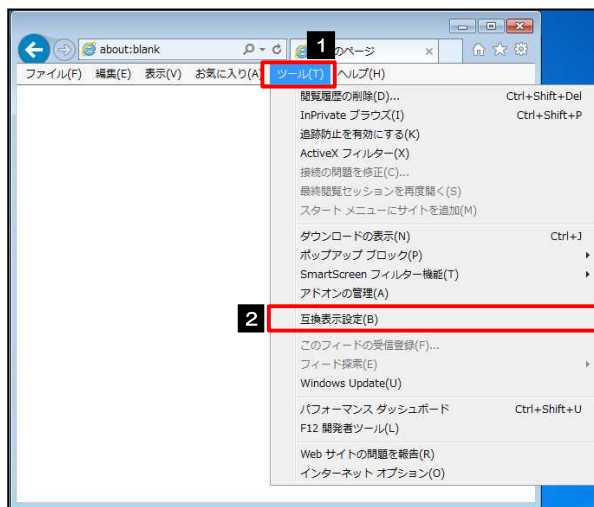 about:blank
1
のページ
ファイル(F) 編集(E) 表示(V) お気に入り(A) ツール(T) ヘルプ(H)
閲覧履歴の削除(D)... Ctrl+Shift+Del
InPrivate ブラウズ(I) Ctrl+Shift+P
追跡防止を有効にする(K)
ActiveX フィルター(X)
接続の問題を修正(C)...
最終閲覧セッションを再度開く(S)
スタート メニューにサイトを追加(M)
ダウンロードの表示(N) Ctrl+J
ポップアップ ブロック(P)
SmartScreen フィルター機能(T)
アドオンの管理(A)
2
互換表示設定(B)
このフィードの受信登録(F)...
フィード探索(E)
Windows Update(U)
パフォーマンス ダッシュボード Ctrl+Shift+U
F12 開発者ツール(L)
Web サイトの問題を報告(R)
インターネット オプション(O)